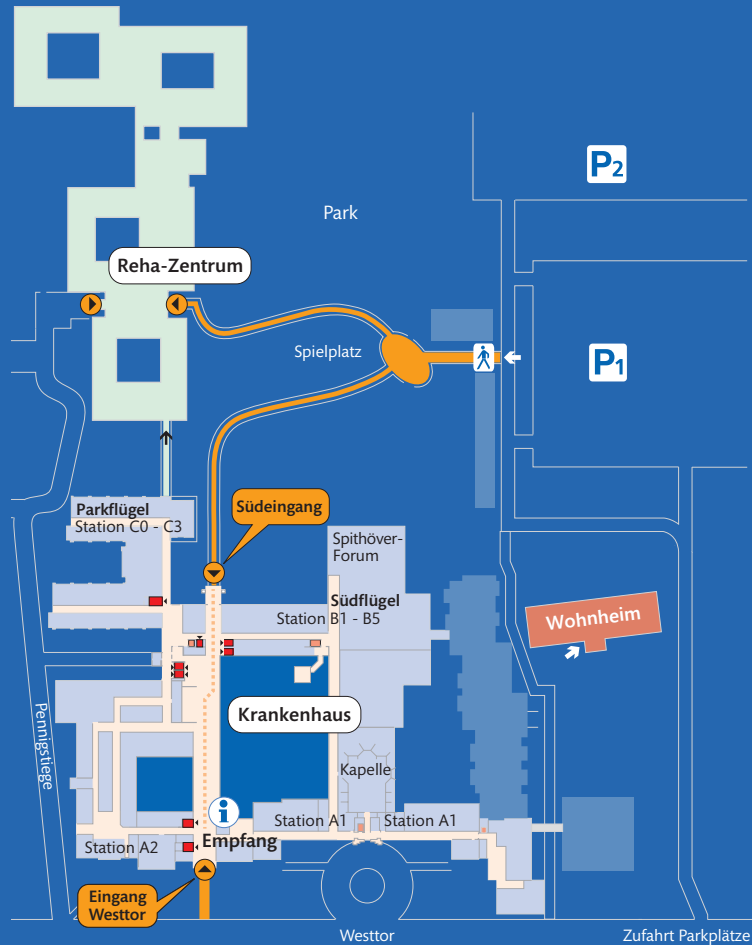 P2
Park
Reha-Zentrum
Spielplatz
P1
Parkflügel
Station C0 - C3
Südeingang
Spithöver-
Forum
Südflügel
Station B1 - B5
Wohnheim
Pennigstiege
Krankenhaus
Kapelle
i
Station A1
Station A1
Empfang
Station A2
Eingang
Westtor
Westtor
Zufahrt Parkplätze